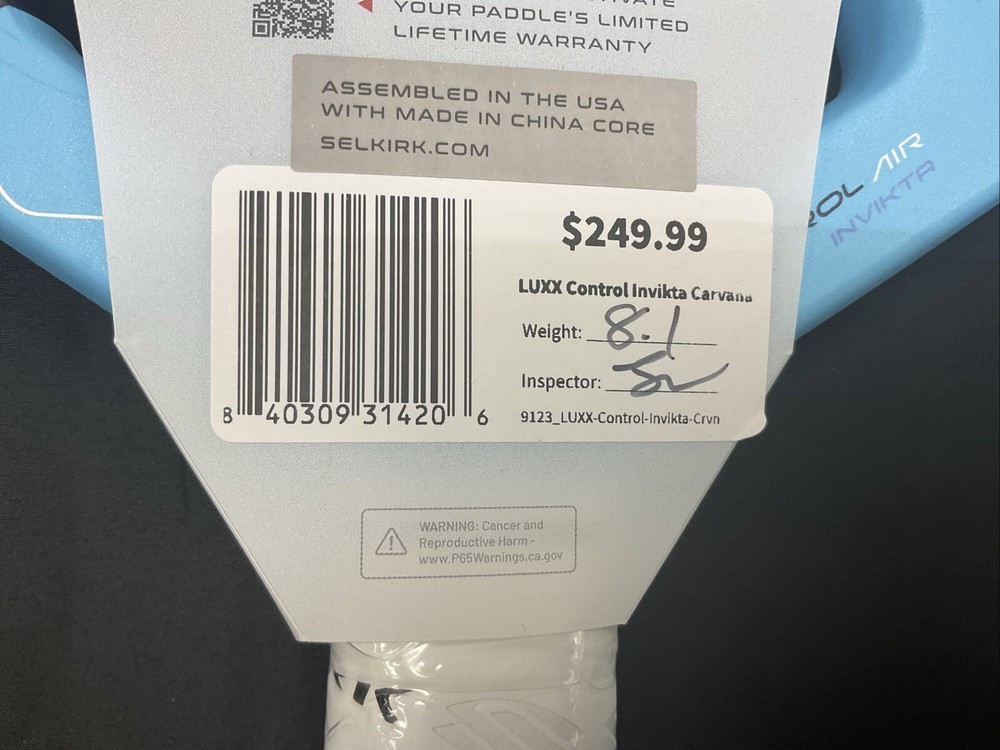 YOUR PADDLE'S LIMITED
LIFETIME WARRANTY
ASSEMBLED IN THE USA
WITH MADE IN CHINA CORE
SELKIRK.COM
$249.99
LUXX Control Invikta Carvana
Weight: 8.1
Inspector:
9123_LUXX-Control-Invikta-Crvn
8 40309 31420 6
ROL AIR
INVIKTA
WARNING: Cancer and
Reproductive Harm -
www.P65Warnings.ca.gov